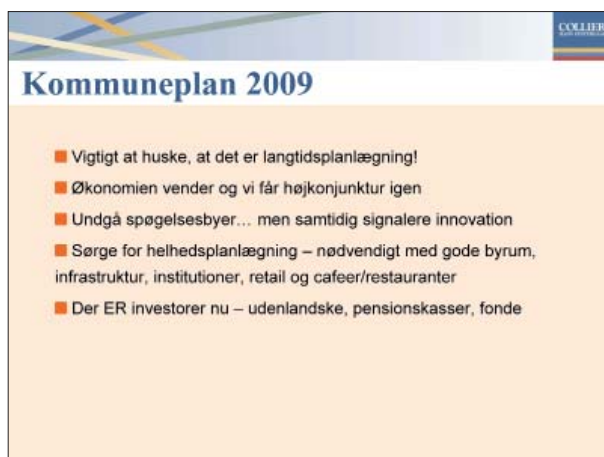 COLLIER
Kommuneplan 2009
Vigtigt at huske, at det er langtidsplanlægning!
Økonomien vender og vi får højkonjunktur igen
Undgå spøgelsesbyer… men samtidig signalere innovation
Sørge for helhedsplanlægning – nødvendigt med gode byrum,
infrastruktur, institutioner, retail og cafeer/restauranter
Der ER investorer nu – udenlandske, pensionskasser, fonde